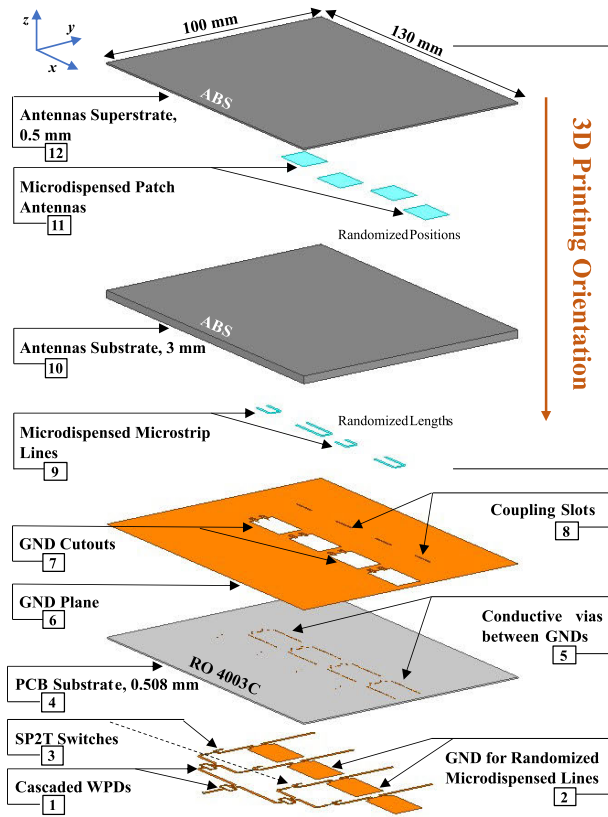 z
y
x
100 mm
130 mm
ABS
Antennas Superstrate,
0.5 mm
12
Microdispensed Patch
Antennas
11
Randomized Positions
3D Printing Orientation
ABS
Antennas Substrate, 3 mm
10
Randomized Lengths
Microdispensed Microstrip
Lines
9
Coupling Slots
8
GND Cutouts
7
GND Plane
6
Conductive vias
between GNDs
5
RO 4003C
PCB Substrate, 0.508 mm
4
SP2T Switches
3
GND for Randomized
Microdispensed Lines
2
Cascaded WPDs
1